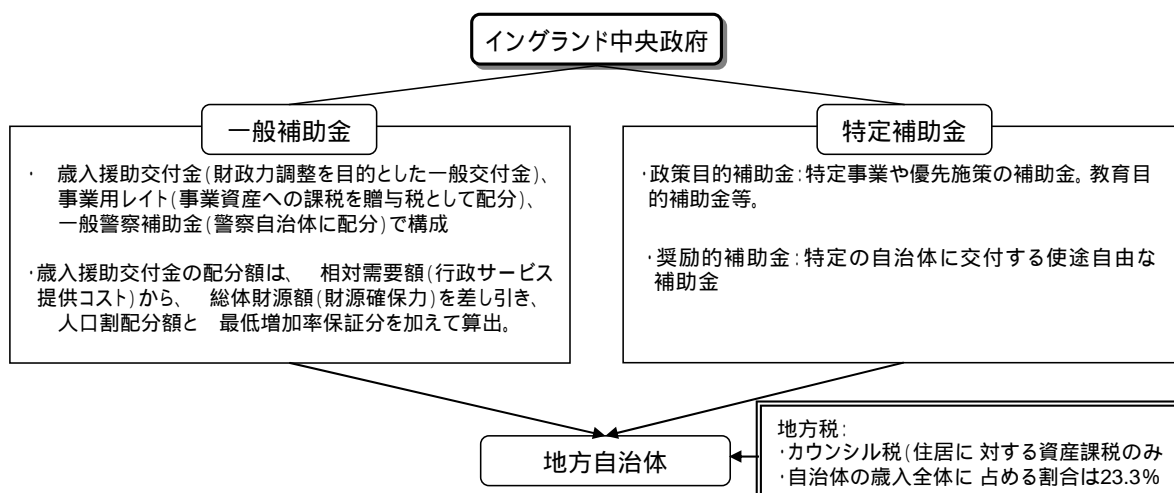 イングランド中央政府
一般補助金
・ 歳入援助交付金(財政力調整を目的とした一般交付金)、
事業用レイト(事業資産への課税を贈与税として配分)、
一般警察補助金(警察自治体に配分)で構成
・歳入援助交付金の配分額は、 相対需要額(行政サービス
提供コスト)から、 総体財源額(財源確保力)を差し引き、
人口割配分額と 最低増加率保証分を加えて算出。
特定補助金
・政策目的補助金:特定事業や優先施策の補助金。教育目
的補助金等。
・奨励的補助金:特定の自治体に交付する使途自由な
補助金
地方自治体
地方税:
・カウンシル税(住居に 対する資産課税のみ
・自治体の歳入全体に 占める割合は23.3%